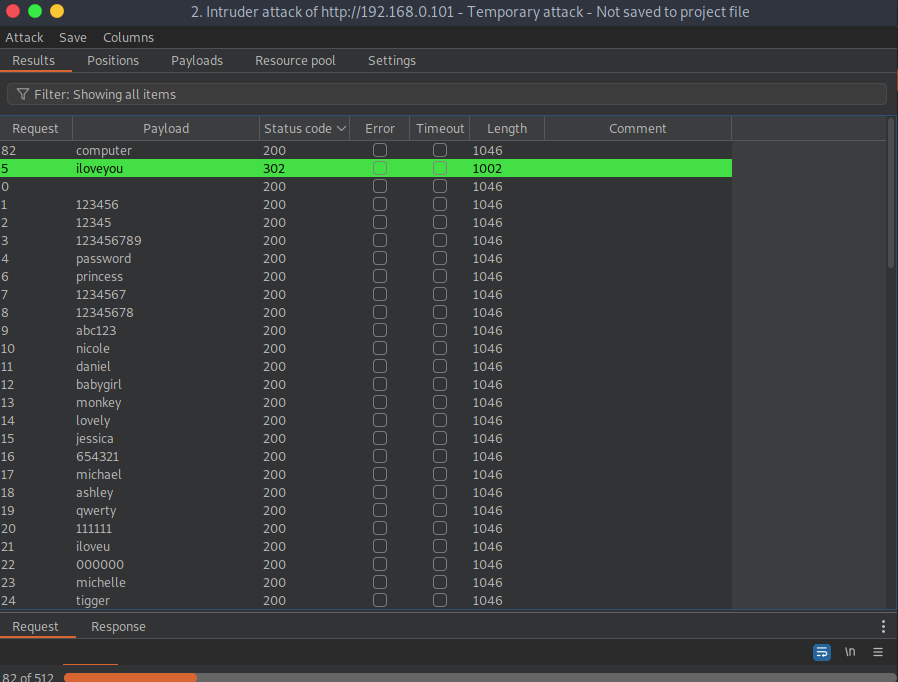 2. Intruder attack of http://192.168.0.101 - Temporary attack - Not saved to project file
Attack Save Columns
Results Positions Payloads Resource pool Settings
Filter: Showing all items
Request Payload Status code Error Timeout Length Comment
82 computer 200 1046
5 iloveyou 302 1002
0 200 1046
1 123456 200 1046
2 12345 200 1046
3 123456789 200 1046
4 password 200 1046
6 princess 200 1046
7 1234567 200 1046
8 12345678 200 1046
9 abc123 200 1046
10 nicole 200 1046
11 daniel 200 1046
12 babygirl 200 1046
13 monkey 200 1046
14 lovely 200 1046
15 jessica 200 1046
16 654321 200 1046
17 michael 200 1046
18 ashley 200 1046
19 qwerty 200 1046
20 111111 200 1046
21 iloveu 200 1046
22 000000 200 1046
23 michelle 200 1046
24 tigger 200 1046
Request Response
\n
82 of 512